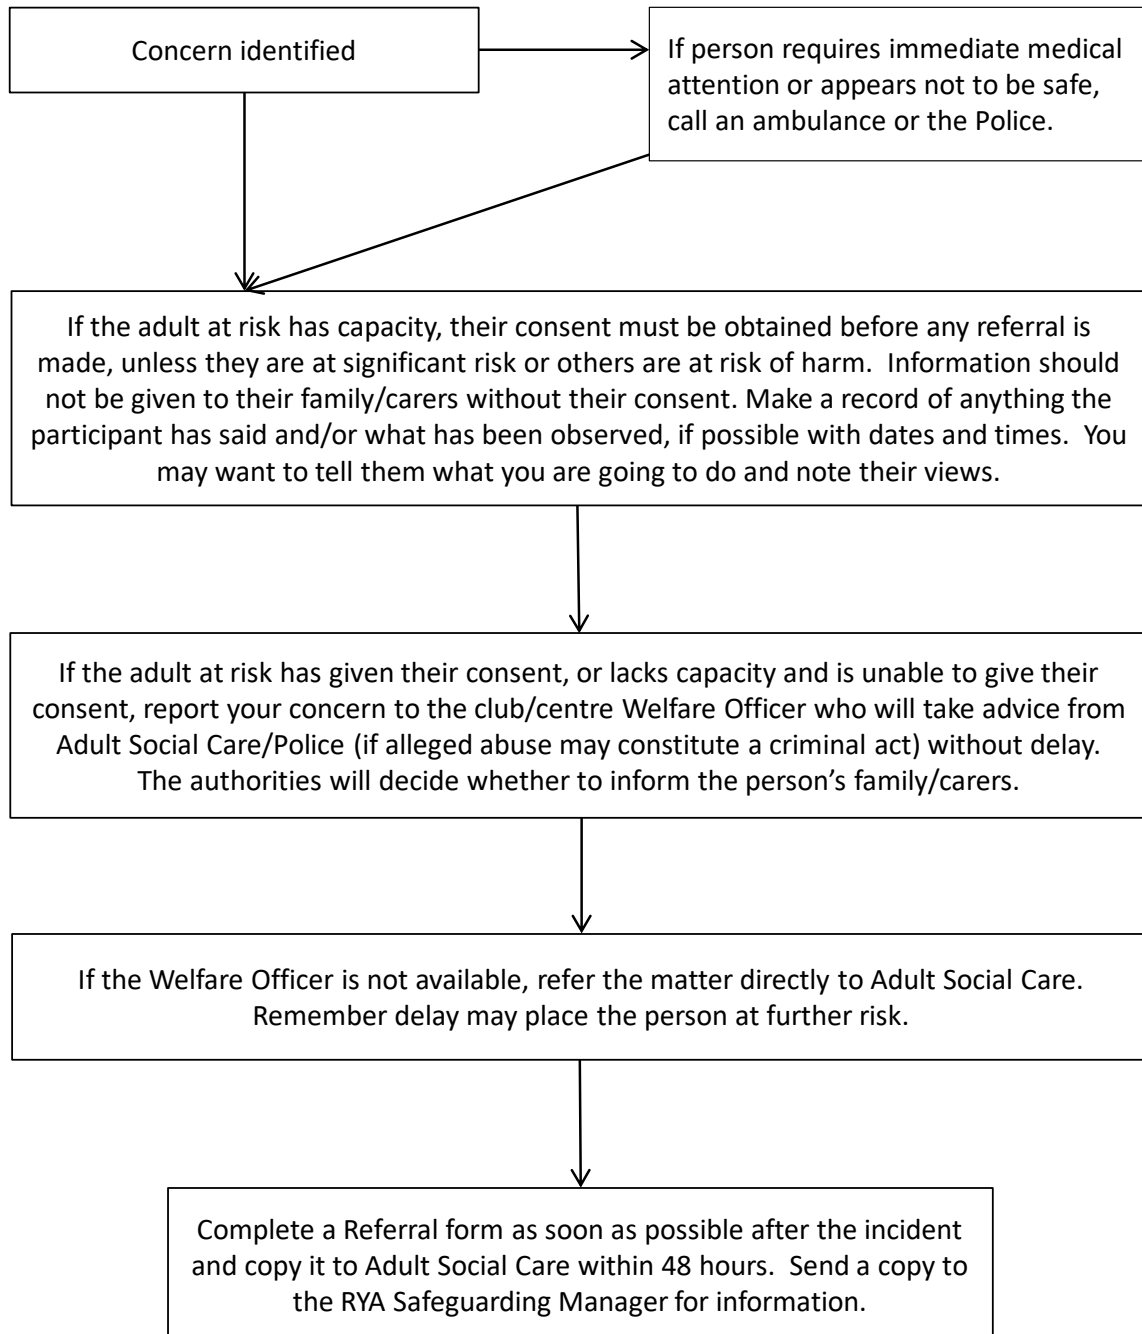 Concern identified
If person requires immediate medical
attention or appears not to be safe,
call an ambulance or the Police.
If the adult at risk has capacity, their consent must be obtained before any referral is
made, unless they are at significant risk or others are at risk of harm.  Information should
not be given to their family/carers without their consent. Make a record of anything the
participant has said and/or what has been observed, if possible with dates and times.  You
may want to tell them what you are going to do and note their views.
If the adult at risk has given their consent, or lacks capacity and is unable to give their
consent, report your concern to the club/centre Welfare Officer who will take advice from
Adult Social Care/Police (if alleged abuse may constitute a criminal act) without delay.
The authorities will decide whether to inform the person’s family/carers.
If the Welfare Officer is not available, refer the matter directly to Adult Social Care.
Remember delay may place the person at further risk.
Complete a Referral form as soon as possible after the incident
and copy it to Adult Social Care within 48 hours.  Send a copy to
the RYA Safeguarding Manager for information.